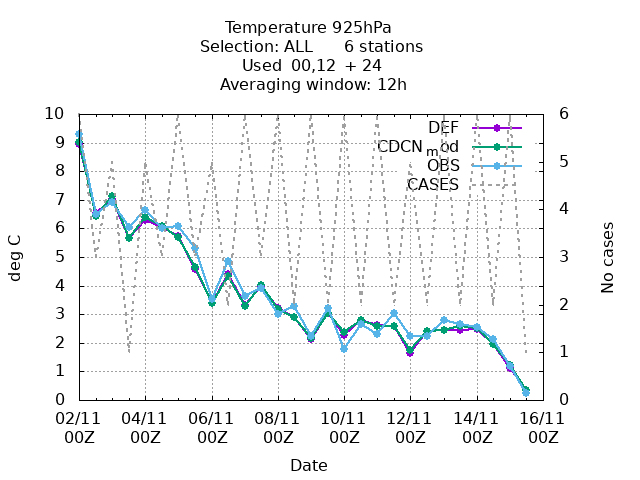 Temperature 925hPa
Selection: ALL      6 stations
Used  00,12  + 24
Averaging window: 12h
10 6
DEF
9
CDCN_mod
8 5
OBS
CASES
7
4
6
deg C
5 3
No cases
4
2
3
2
1
1
0 0
02/11 04/11 06/11 08/11 10/11 12/11 14/11 16/11
00Z 00Z 00Z 00Z 00Z 00Z 00Z 00Z
Date